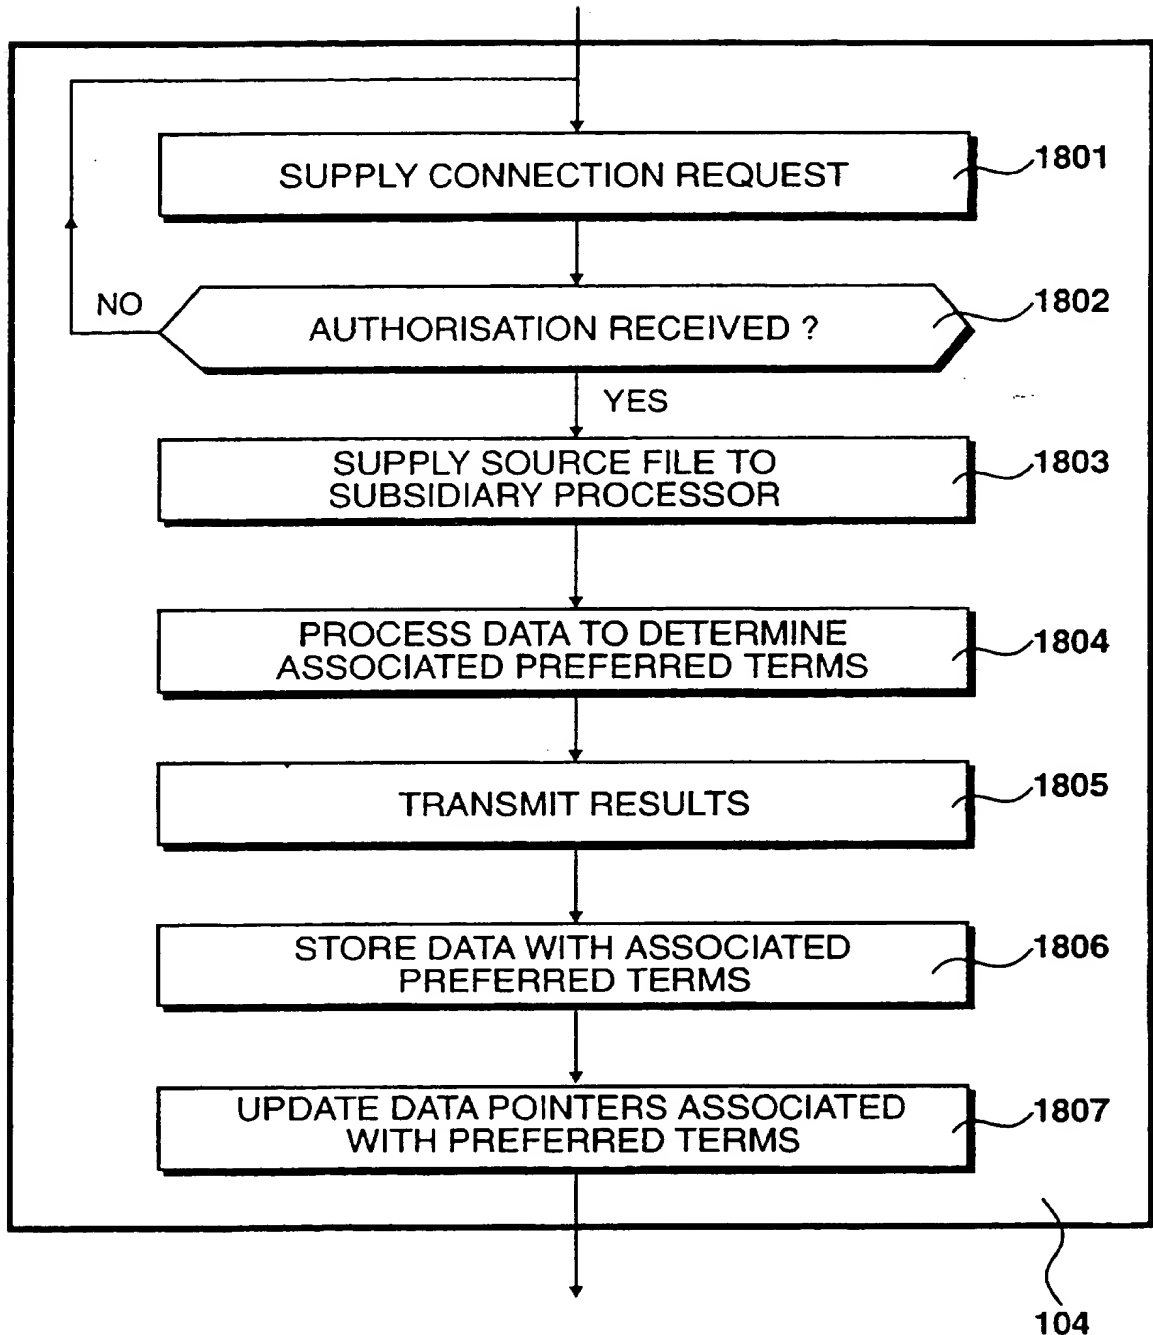 SUPPLY CONNECTION REQUEST
1801
AUTHORISATION RECEIVED ?
1802
NO
YES
SUPPLY SOURCE FILE TO
SUBSIDIARY PROCESSOR
1803
PROCESS DATA TO DETERMINE
ASSOCIATED PREFERRED TERMS
1804
TRANSMIT RESULTS
1805
STORE DATA WITH ASSOCIATED
PREFERRED TERMS
1806
UPDATE DATA POINTERS ASSOCIATED
WITH PREFERRED TERMS
1807
104